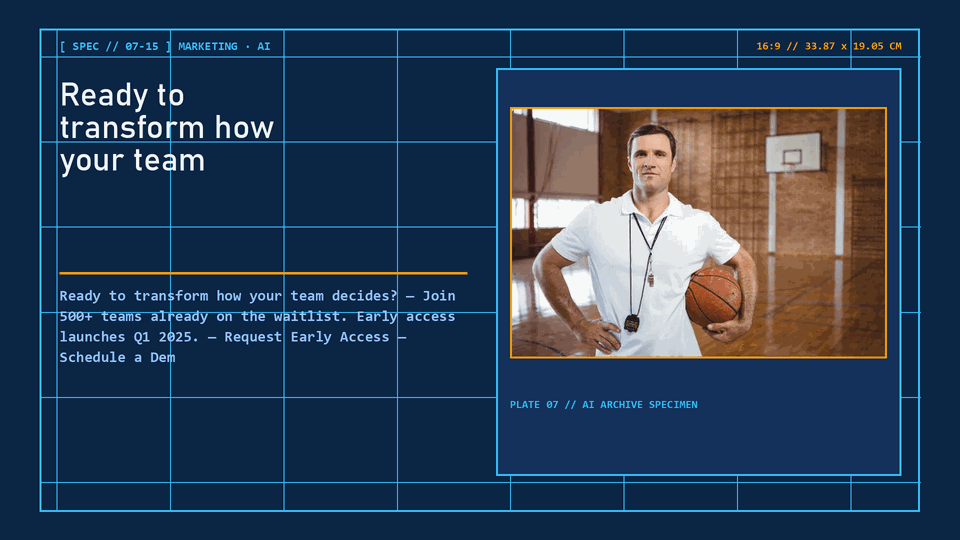 [ SPEC // 07-15 ] MARKETING · AI
16:9 // 33.87 x 19.05 CM
Ready to
transform how
your team
Ready to transform how your team decides? — Join
500+ teams already on the waitlist. Early access
launches Q1 2025. — Request Early Access —
Schedule a Dem
PLATE 07 // AI ARCHIVE SPECIMEN